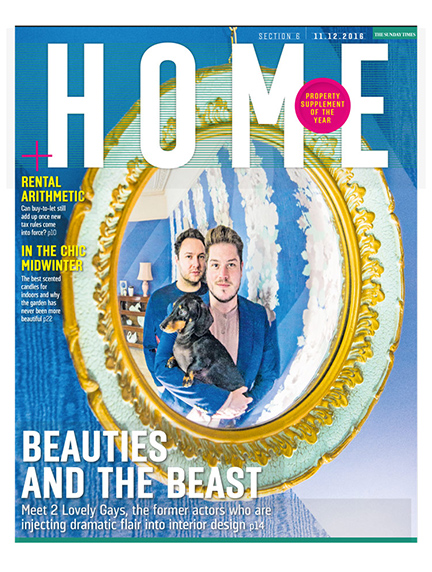 SECTION 6 | 11.12.2016 THE SUNDAY TIMES
HOME
PROPERTY
SUPPLEMENT
OF THE
YEAR
+
RENTAL
ARITHMETIC
Can buy-to-let still
add up once new
tax rules come
into force? p10
IN THE CHIC
MIDWINTER
The best scented
candles for
indoors and why
the garden has
never been more
beautiful p22
BEAUTIES
AND THE BEAST
Meet 2 Lovely Gays, the former actors who are
injecting dramatic flair into interior design p14